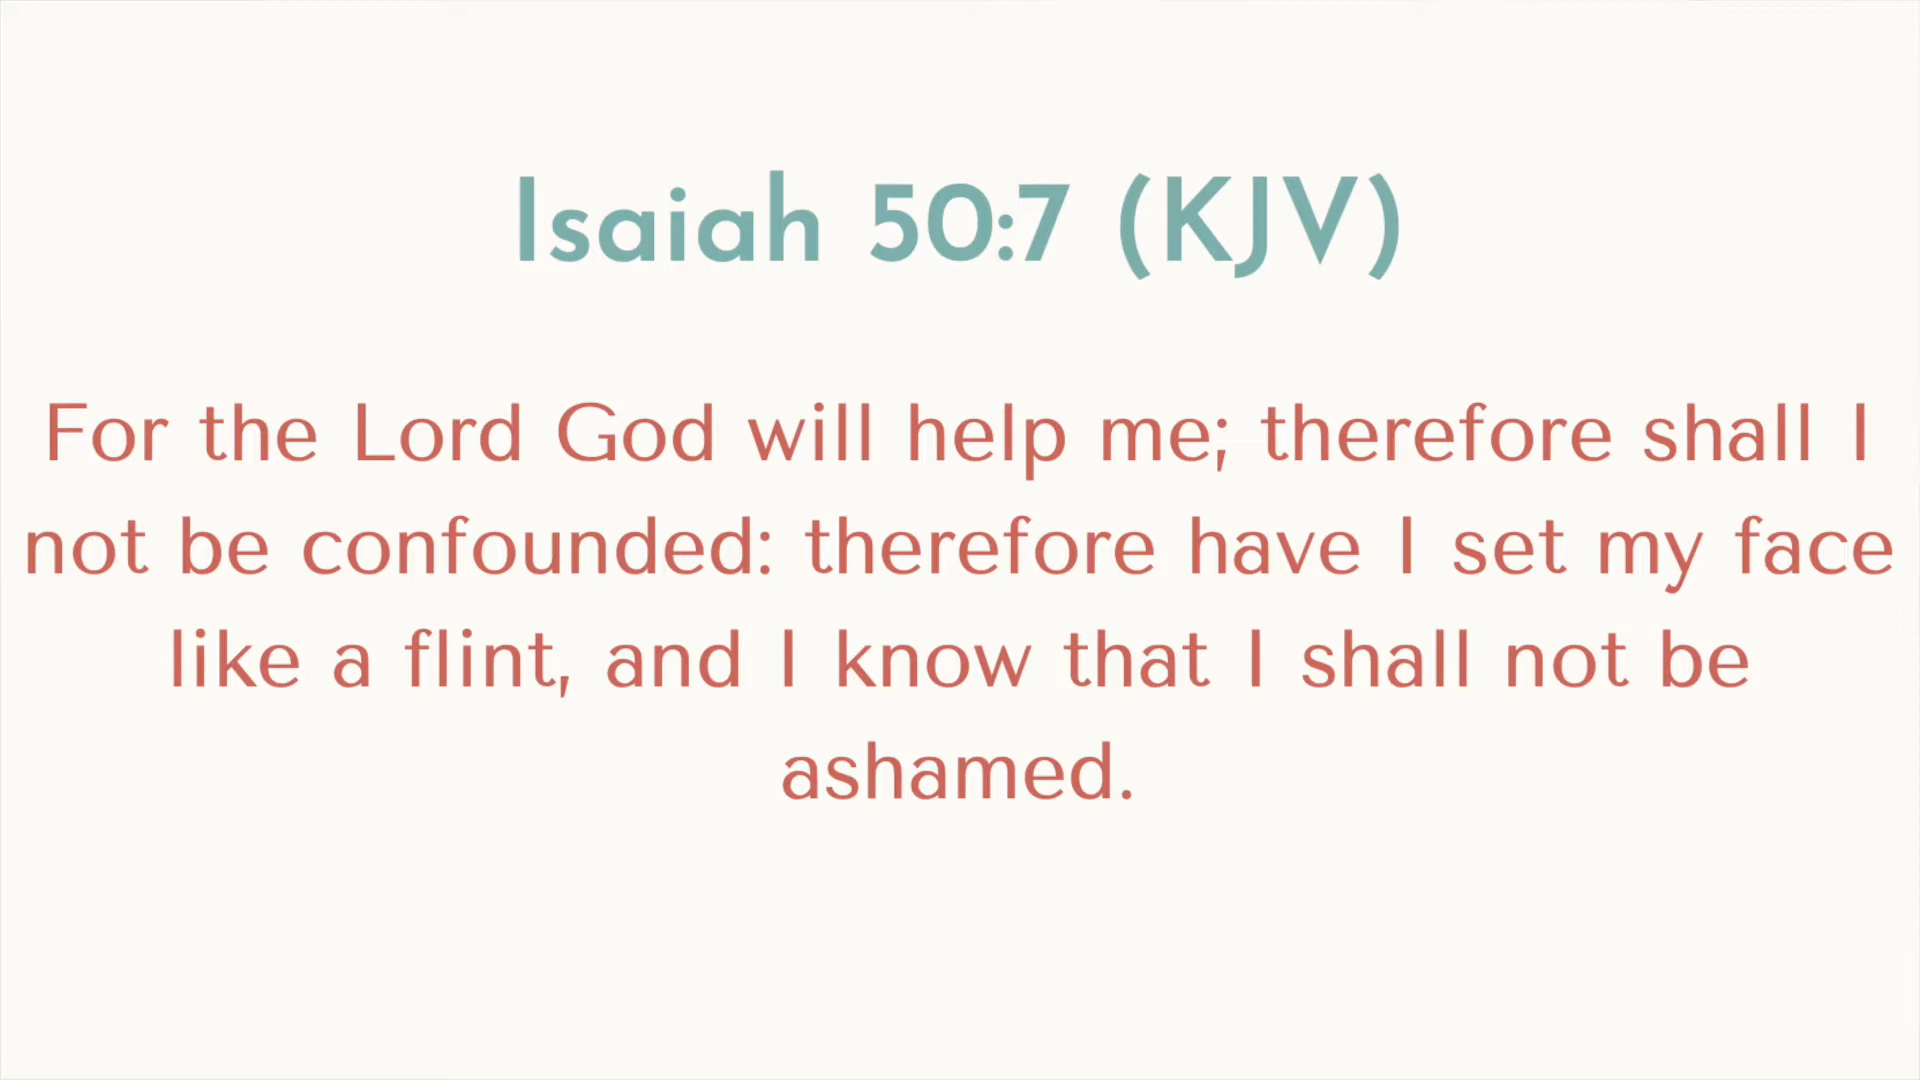 Isaiah 50:7 (KJV)
For the Lord God will help me; therefore shall I
not be confounded: therefore have I set my face
like a flint, and I know that I shall not be
ashamed.